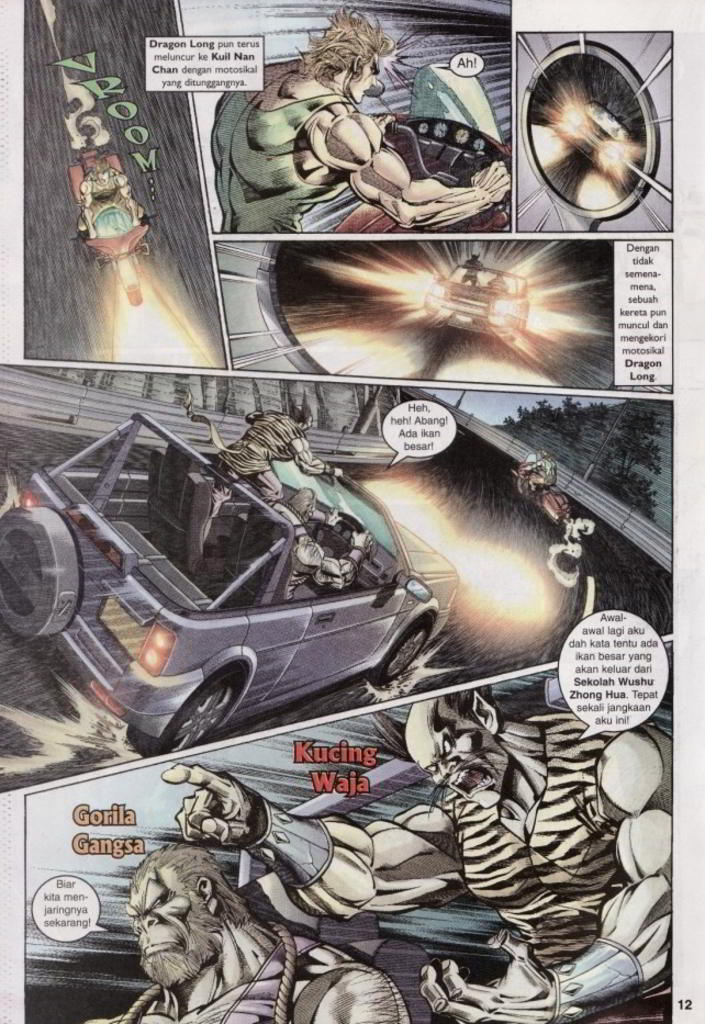 VROOM...
Dragon Long pun terus
meluncur ke Kuil Nan
Chan dengan motosikal
yang ditunggangnya.
Ah!
Dengan
tidak
semena-
mena,
sebuah
kereta pun
muncul dan
mengekori
motosikal
Dragon
Long.
Heh,
heh! Abang!
Ada ikan
besar!
Awal-
awal lagi aku
dah kata tentu ada
ikan besar yang
akan keluar dari
Sekolah Wushu
Zhong Hua. Tepat
sekali jangkaan
aku ini!
Kucing
Waja
Gorila
Gangsa
Biar
kita men-
jaringnya
sekarang!
12